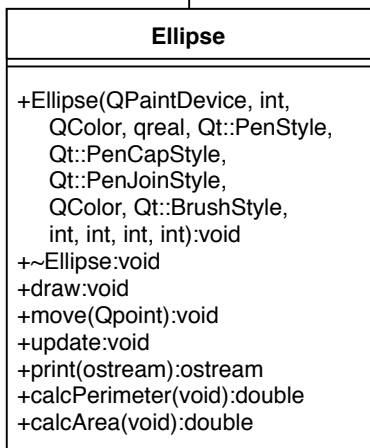 Ellipse
+Ellipse(QPaintDevice, int,
QColor, qreal, Qt::PenStyle,
Qt::PenCapStyle,
Qt::PenJoinStyle,
QColor, Qt::BrushStyle,
int, int, int, int):void
+~Ellipse:void
+draw:void
+move(Qpoint):void
+update:void
+print(ostream):ostream
+calcPerimeter(void):double
+calcArea(void):double